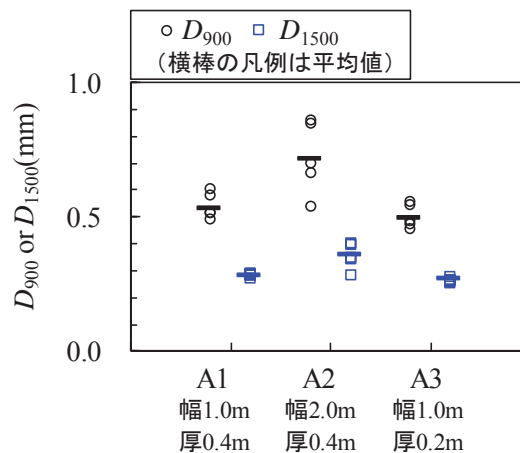 ○ D900 □ D1500
（横棒の凡例は平均値）
1.0
0.5
0.0
D900 or D1500(mm)
A1 A2 A3
幅1.0m 幅2.0m 幅1.0m
厚0.4m 厚0.4m 厚0.2m